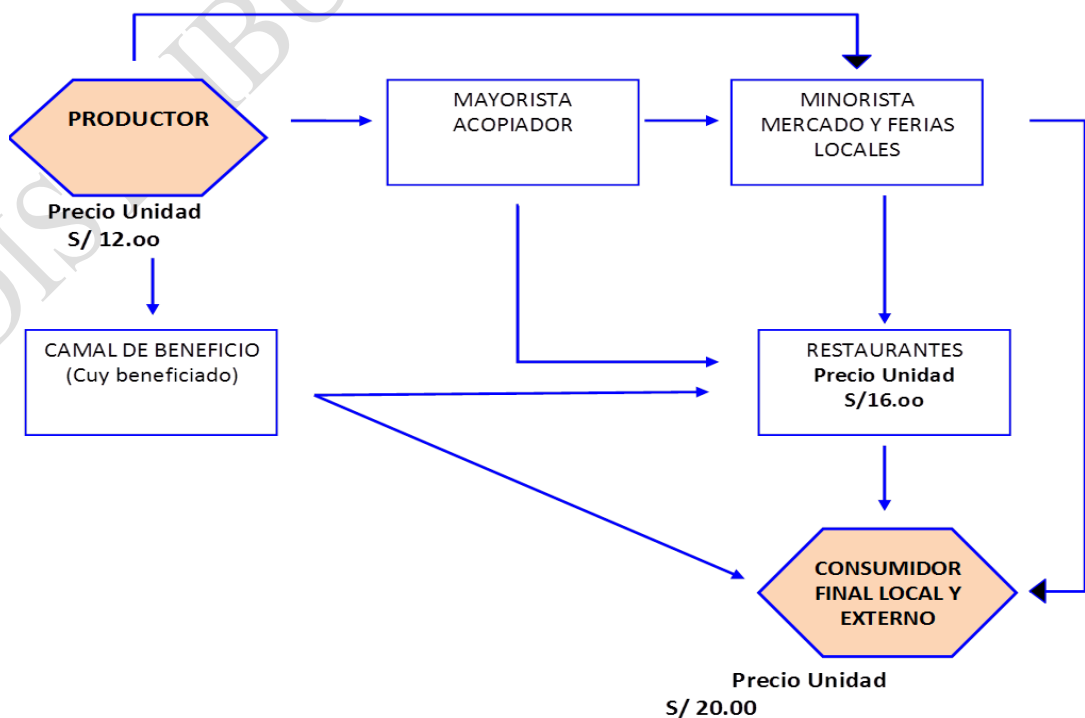 PRODUCTOR
Precio Unidad
S/ 12.oo
MAYORISTA
ACOPIADOR
MINORISTA
MERCADO Y FERIAS
LOCALES
CAMAL DE BENEFICIO
(Cuy beneficiado)
RESTAURANTES
Precio Unidad
S/16.oo
CONSUMIDOR
FINAL LOCAL Y
EXTERNO
Precio Unidad
S/ 20.00